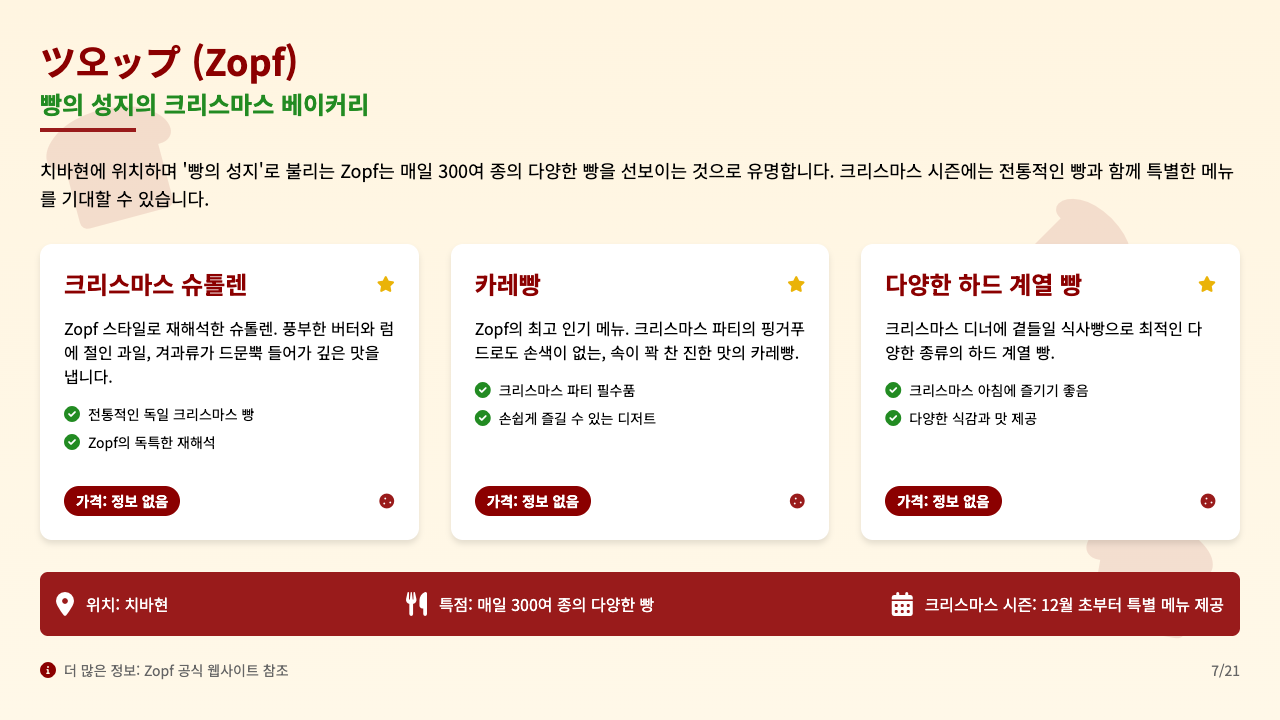 ツ오ップ (Zopf)
빵의 성지의 크리스마스 베이커리
치바현에 위치하며 '빵의 성지'로 불리는 Zopf는 매일 300여 종의 다양한 빵을 선보이는 것으로 유명합니다. 크리스마스 시즌에는 전통적인 빵과 함께 특별한 메뉴
를 기대할 수 있습니다.
크리스마스 슈톨렌
Zopf 스타일로 재해석한 슈톨렌. 풍부한 버터와 럼
에 절인 과일, 견과류가 드문뿍 들어가 깊은 맛을
냅니다.
전통적인 독일 크리스마스 빵
Zopf의 독특한 재해석
가격: 정보 없음
카레빵
Zopf의 최고 인기 메뉴. 크리스마스 파티의 핑거푸
드로도 손색이 없는, 속이 꽉 찬 진한 맛의 카레빵.
크리스마스 파티 필수품
손쉽게 즐길 수 있는 디저트
가격: 정보 없음
다양한 하드 계열 빵
크리스마스 디너에 곁들일 식사빵으로 최적인 다
양한 종류의 하드 계열 빵.
크리스마스 아침에 즐기기 좋음
다양한 식감과 맛 제공
가격: 정보 없음
위치: 치바현
특점: 매일 300여 종의 다양한 빵
크리스마스 시즌: 12월 초부터 특별 메뉴 제공
더 많은 정보: Zopf 공식 웹사이트 참조
7/21